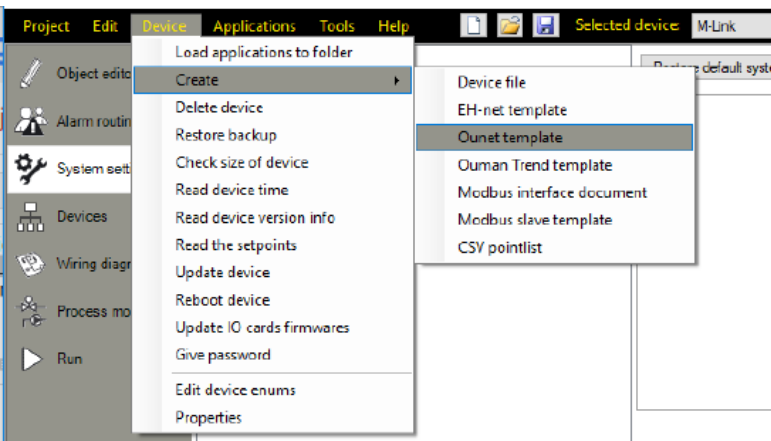 Project Edit Device Applications Tools Help Selected device: M-Link
Load applications to folder
Create
Delete device
Restore backup
Check size of device
Read device time
Read device version info
Read the setpoints
Update device
Reboot device
Update IO cards firmwares
Give password
Edit device enums
Properties
Device file
EH-net template
Ounet template
Ouman Trend template
Modbus interface document
Modbus slave template
CSV pointlist
Object edito
Alarm routin
System sett
Devices
Wiring diagr
Process mo
Run
default syst